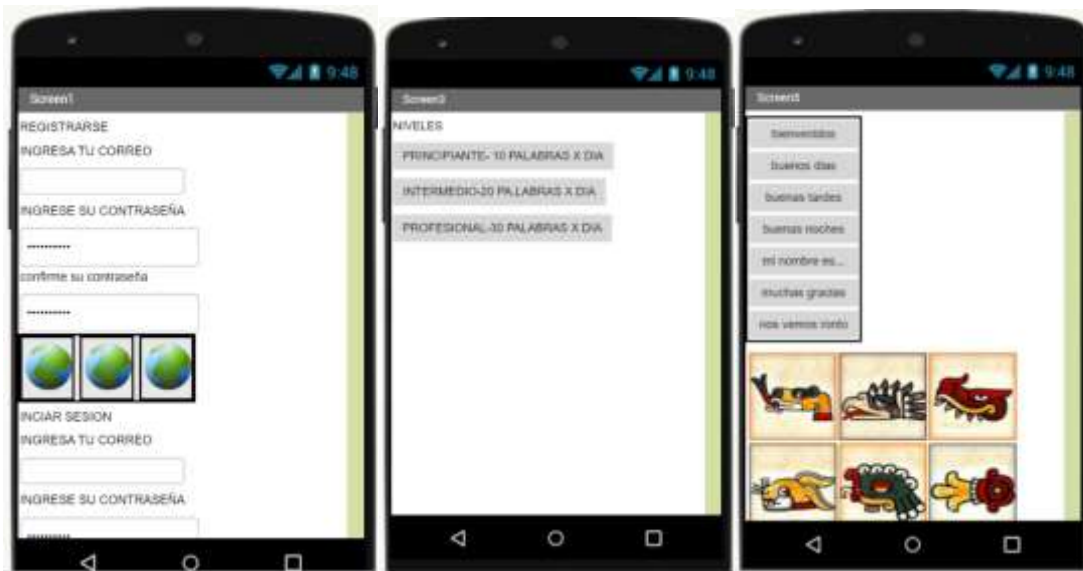 9:48
Screen1
REGISTRARSE
INGRESA TU CORREO
INGRESE SU CONTRASEÑA
••••••••••
confirme su contraseña
••••••••••
INCIAR SESION
INGRESA TU CORREO
INGRESE SU CONTRASEÑA
9:48
NIVELES
PRINCIPIANTE- 10 PALABRAS X DIA
INTERMEDIO-20 PALABRAS X DIA
PROFESIONAL-30 PALABRAS X DIA
9:48
bienvenidos
buenos dias
buenas tardes
buenas noches
mi nombre es...
muchas gracias
nos vemos